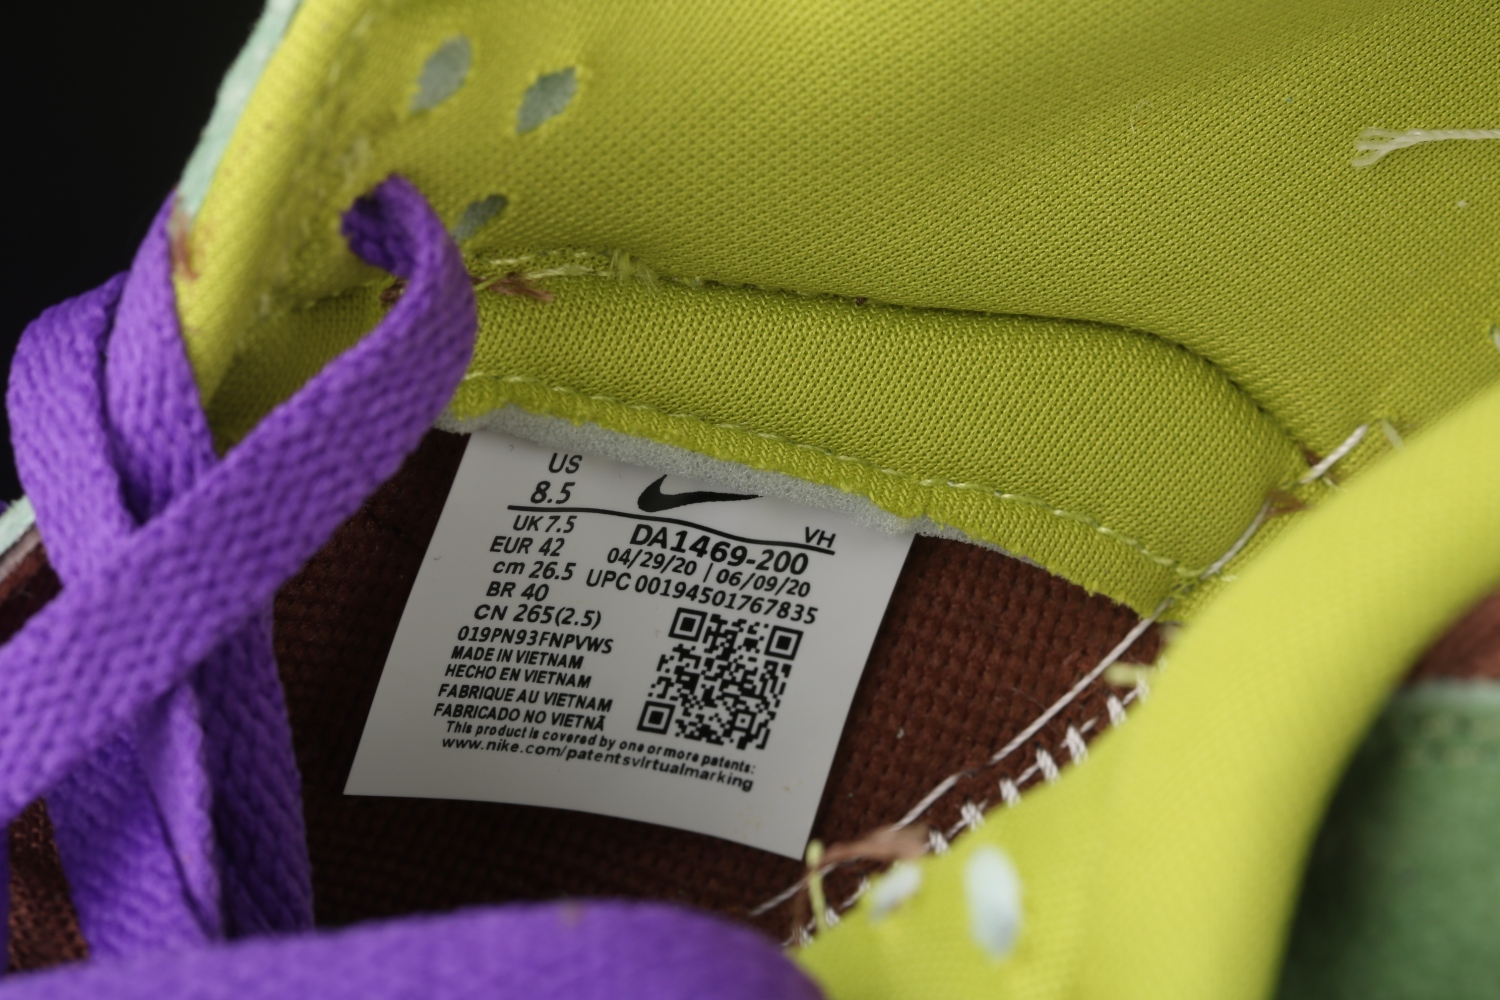 US
8.5
UK 7.5
EUR 42
cm 26.5
BR 40
CN 265(2.5)
VH
DA1469-200
04/29/20 | 06/09/20
UPC 00194501767835
019PN93FNPVWS
MADE IN VIETNAM
HECHO EN VIETNAM
FABRIQUE AU VIETNAM
FABRICADO NO VIETNÃ
This product is covered by one or more patents:
www.nike.com/patentsvirtualmarking